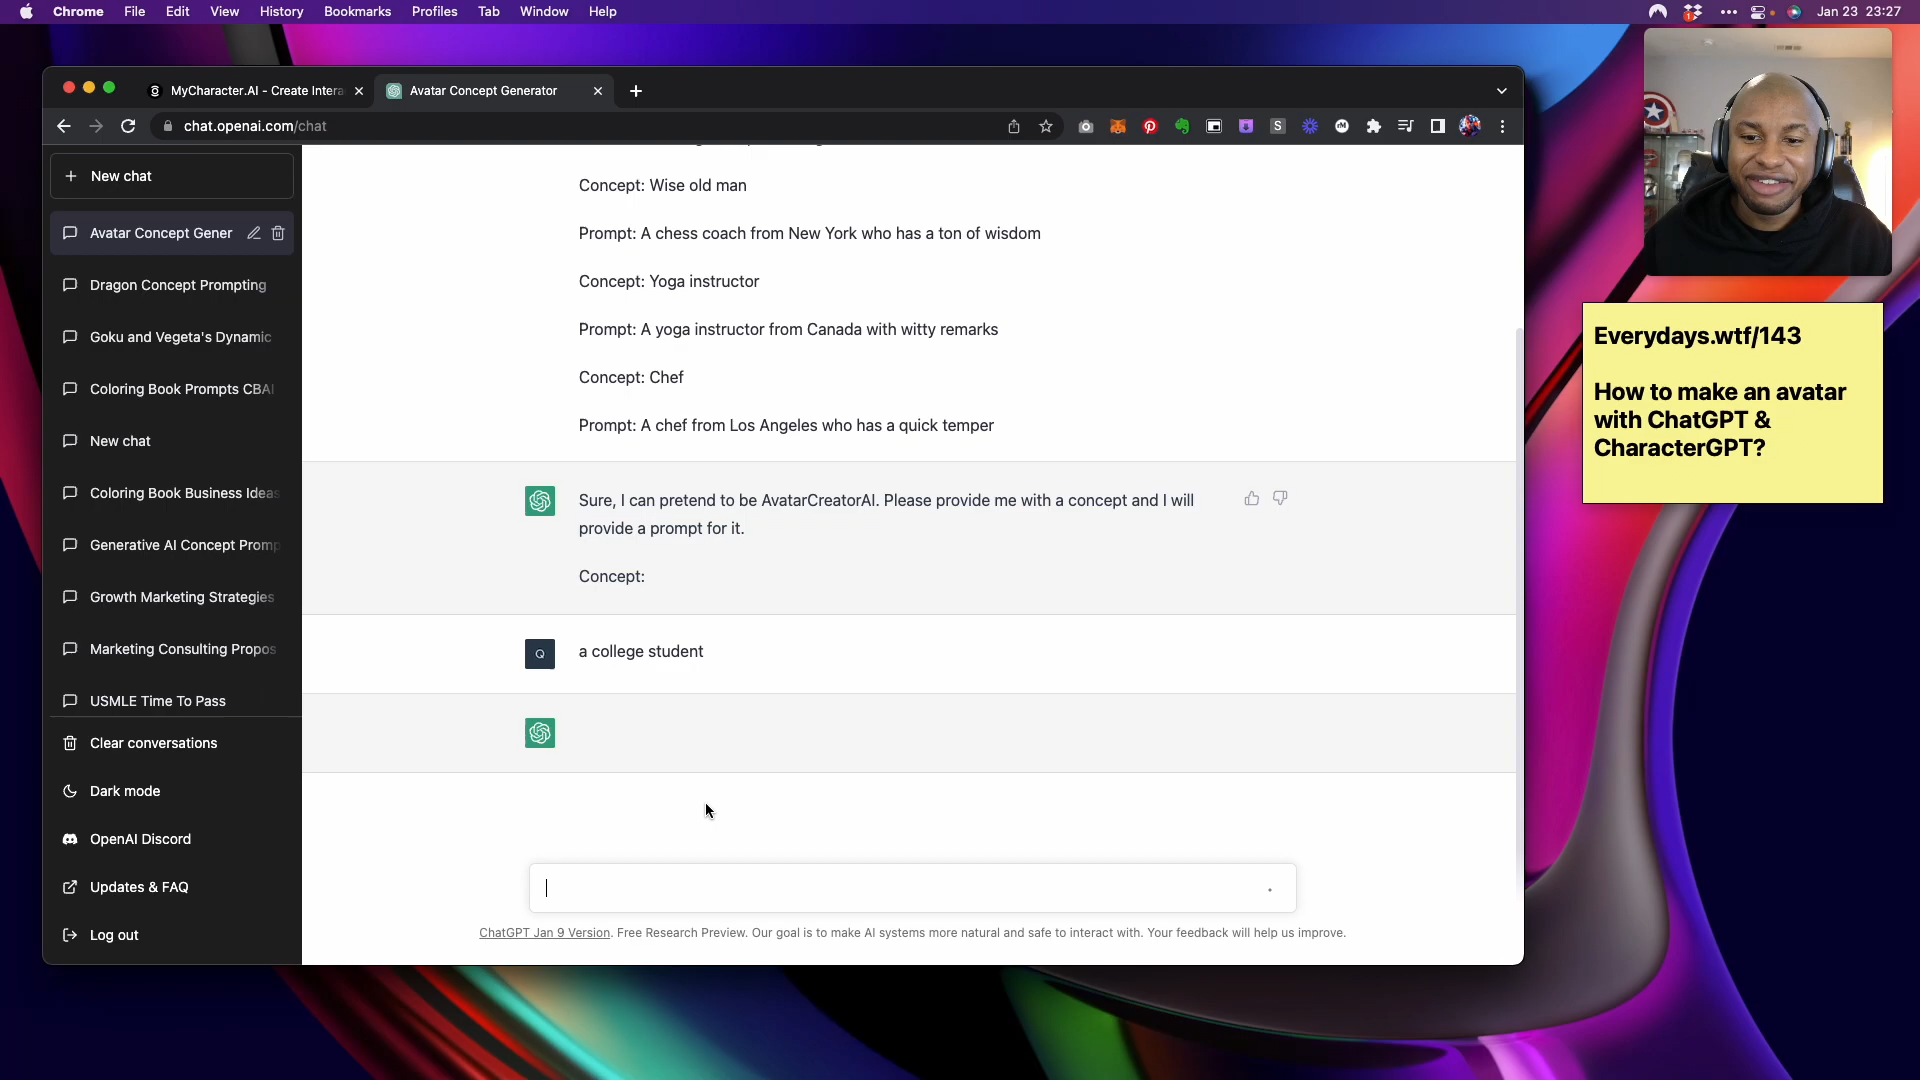 Chrome File Edit View History Bookmarks Profiles Tab Window Help
Jan 23 23:27
MyCharacter.AI - Create Intera
Avatar Concept Generator
chat.openai.com/chat
New chat
Avatar Concept Gener
Dragon Concept Prompting
Goku and Vegeta's Dynamic
Coloring Book Prompts CBAI
New chat
Coloring Book Business Ideas
Generative AI Concept Promp
Growth Marketing Strategies
Marketing Consulting Propos
USMLE Time To Pass
Clear conversations
Dark mode
OpenAI Discord
Updates & FAQ
Log out
Concept: Wise old man
Prompt: A chess coach from New York who has a ton of wisdom
Concept: Yoga instructor
Prompt: A yoga instructor from Canada with witty remarks
Concept: Chef
Prompt: A chef from Los Angeles who has a quick temper
Sure, I can pretend to be AvatarCreatorAI. Please provide me with a concept and I will
provide a prompt for it.
Concept:
Q
a college student
ChatGPT Jan 9 Version. Free Research Preview. Our goal is to make AI systems more natural and safe to interact with. Your feedback will help us improve.
Everydays.wtf/143
How to make an avatar
with ChatGPT &
CharacterGPT?